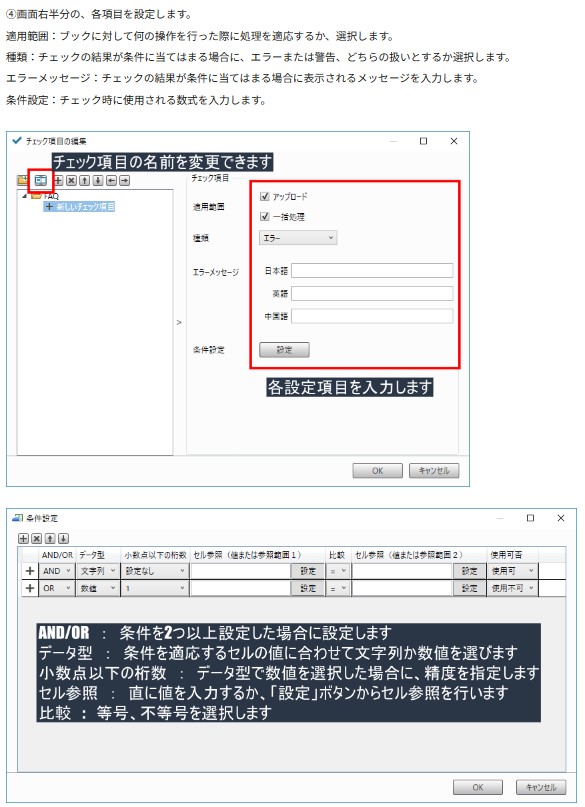 ④画面右半分の、各項目を設定します。
適用範囲：ブックに対して何の操作を行った際に処理を適応するか、選択します。
種類：チェックの結果が条件に当てはまる場合に、エラーまたは警告、どちらの扱いとするか選択します。
エラーメッセージ：チェックの結果が条件に当てはまる場合に表示されるメッセージを入力します。
条件設定：チェック時に使用される数式を入力します。
チェック項目の編集
チェック項目の名前を変更できます
チェック項目
FAQ
新しいチェック項目
適用範囲
アップロード
一括処理
種類
エラー
エラーメッセージ
日本語
英語
中国語
>
条件設定
設定
各設定項目を入力します
OK キャンセル
条件設定
AND/OR データ型 小数点以下の桁数 セル参照（値または参照範囲１） 比較 セル参照（値または参照範囲２） 使用可否
AND 文字列 設定なし 設定 = 設定 使用可
OR 数値 1 設定 = 設定 使用不可
AND/OR ： 条件を2つ以上設定した場合に設定します
データ型 ： 条件を適応するセルの値に合わせて文字列か数値を選びます
小数点以下の桁数 ： データ型で数値を選択した場合に、精度を指定します
セル参照 ： 直に値を入力するか、「設定」ボタンからセル参照を行います
比較 ： 等号、不等号を選択します
OK キャンセル